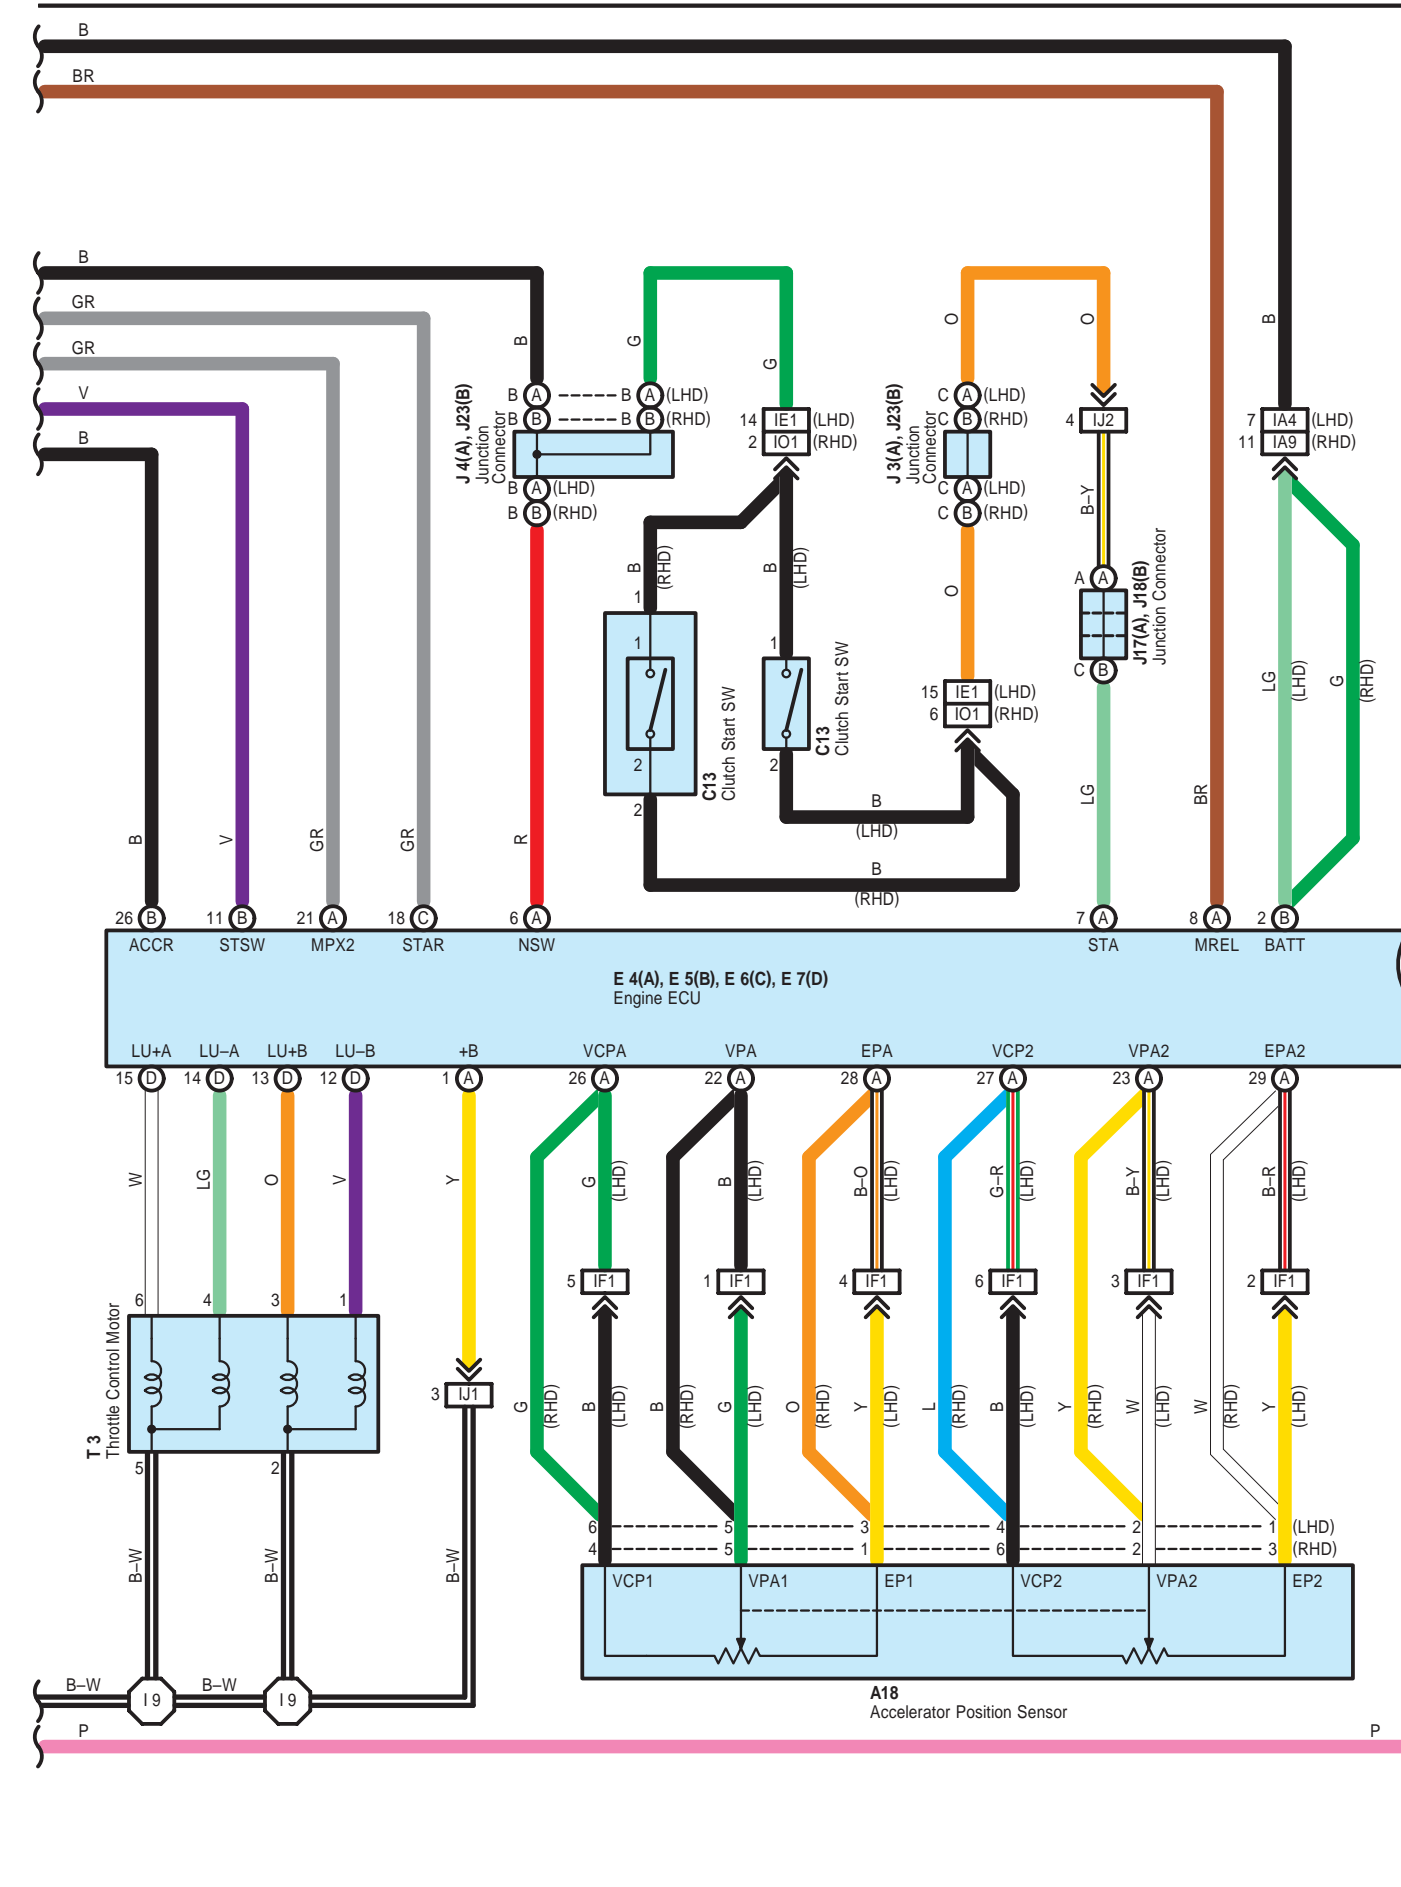 B
BR
B
GR
GR
V
B
B
G
G
O
O
B
J 4(A), J23(B)
Junction
Connector
B A B A (LHD)
B B B B (RHD)
B A (LHD)
B B (RHD)
14 IE1 (LHD)
2 IO1 (RHD)
J 3(A), J23(B)
Junction
Connector
C A (LHD)
C B (RHD)
C A (LHD)
C B (RHD)
4 IJ2
7 IA4 (LHD)
11 IA9 (RHD)
B–Y
B
(RHD)
B
(LHD)
O
A A
J17(A), J18(B)
Junction Connector
C B
1
1
2
2
C13
Clutch Start SW
1
2
C13
Clutch Start SW
15 IE1 (LHD)
6 IO1 (RHD)
LG
(LHD)
G
(RHD)
B
(LHD)
B
(RHD)
B
V
GR
GR
R
LG
BR
26 B 11 B 21 A 18 C 6 A 7 A 8 A 2 B
ACCR STSW MPX2 STAR NSW STA MREL BATT
E 4(A), E 5(B), E 6(C), E 7(D)
Engine ECU
LU+A LU–A LU+B LU–B +B VCPA VPA EPA VCP2 VPA2 EPA2
15 D 14 D 13 D 12 D 1 A 26 A 22 A 28 A 27 A 23 A 29 A
W
LG
O
V
Y
G
(LHD)
B
(LHD)
B–O
(LHD)
G–R
(LHD)
B–Y
(LHD)
B–R
(LHD)
5 IF1 1 IF1 4 IF1 6 IF1 3 IF1 2 IF1
6 4 3 1
T 3
Throttle Control Motor
5 2
3 IJ1
G
(RHD)
B
(LHD)
B
(RHD)
G
(LHD)
O
(RHD)
Y
(LHD)
L
(RHD)
B
(LHD)
Y
(RHD)
W
(LHD)
W
(RHD)
Y
(LHD)
6 5 3 4 2 1 (LHD)
4 5 1 6 2 3 (RHD)
B–W
B–W
B–W
VCP1 VPA1 EP1 VCP2 VPA2 EP2
A18
Accelerator Position Sensor
B–W I 9 B–W I 9
P P